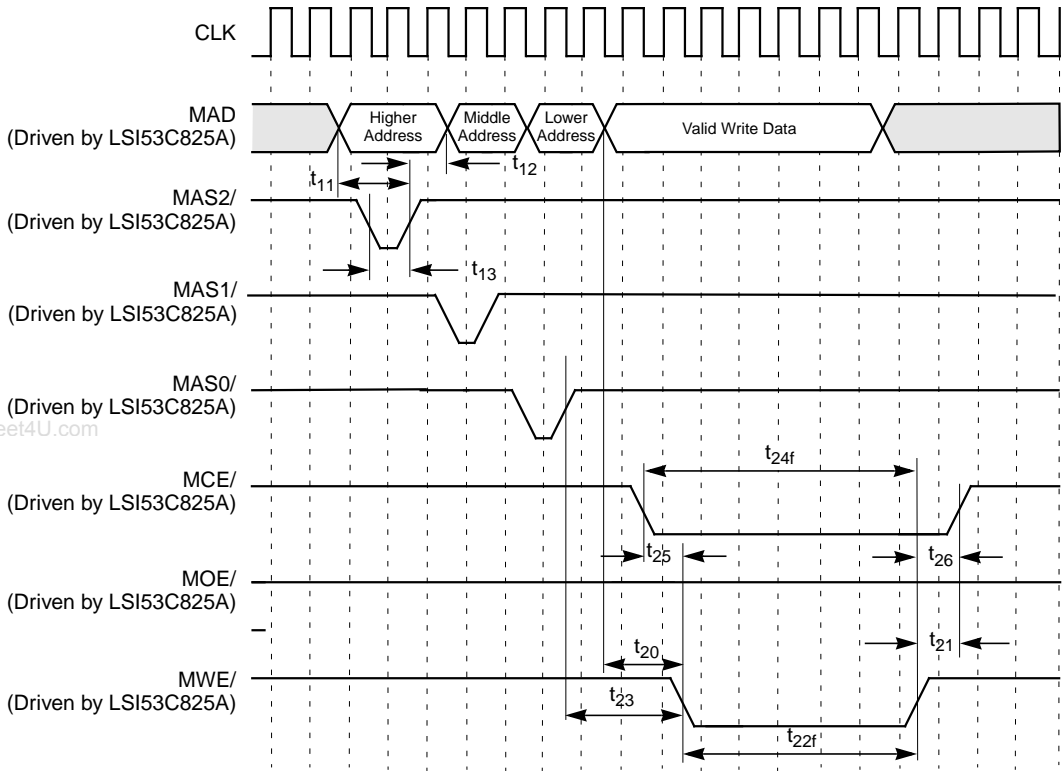 CLK
MAD
(Driven by LSI53C825A)
Higher
Address
Middle
Address
Lower
Address
Valid Write Data
t11
t12
MAS2/
(Driven by LSI53C825A)
t13
MAS1/
(Driven by LSI53C825A)
MAS0/
(Driven by LSI53C825A)
eet4U.com
t24f
MCE/
(Driven by LSI53C825A)
t25
t26
MOE/
(Driven by LSI53C825A)
t21
t20
MWE/
(Driven by LSI53C825A)
t23
t22f